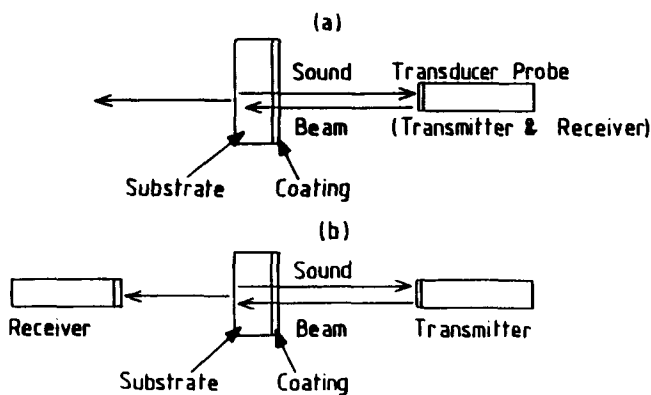 (a)
Sound
Transducer Probe
Beam
(Transmitter & Receiver)
Substrate
Coating
(b)
Sound
Receiver
Beam
Transmitter
Substrate
Coating